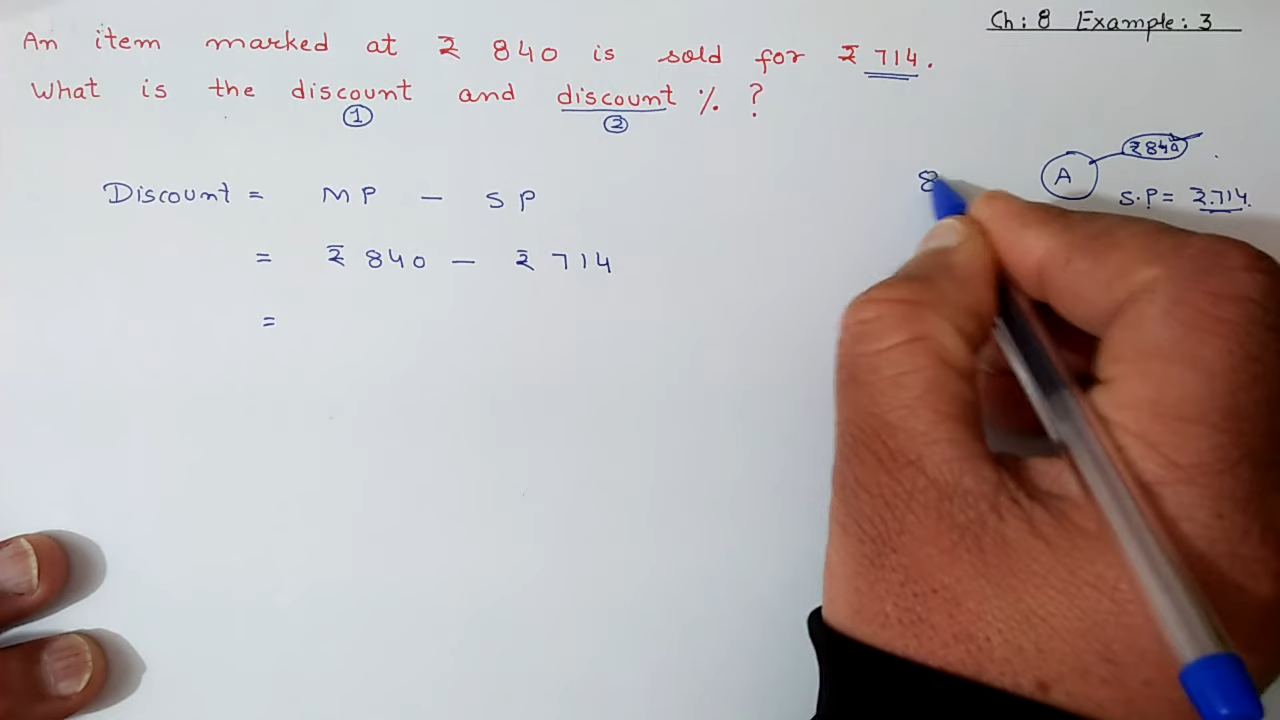 Ch: 8 Example: 3
An item marked at ₹ 840 is sold for ₹ 714.
What is the discount and discount % ?
① ②
₹840
A
S.P = ₹.714.
8
Discount = MP - SP
= ₹ 840 - ₹ 714
=